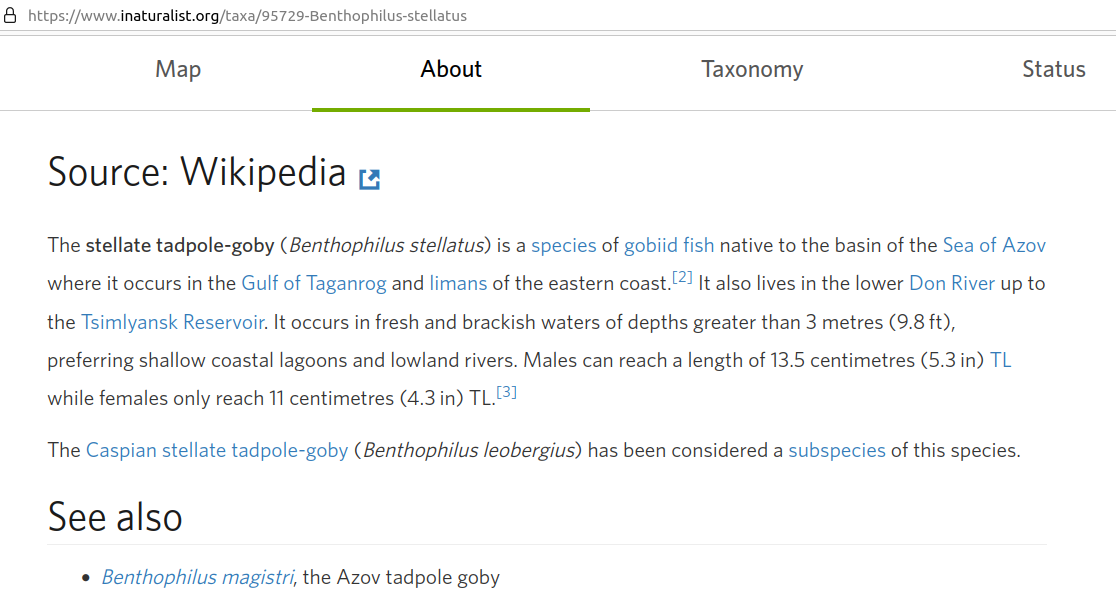 https://www.inaturalist.org/taxa/95729-Benthophilus-stellatus
Map About Taxonomy Status
Source: Wikipedia
The stellate tadpole-goby (Benthophilus stellatus) is a species of gobiid fish native to the basin of the Sea of Azov
where it occurs in the Gulf of Taganrog and limans of the eastern coast.[2] It also lives in the lower Don River up to
the Tsimlyansk Reservoir. It occurs in fresh and brackish waters of depths greater than 3 metres (9.8 ft),
preferring shallow coastal lagoons and lowland rivers. Males can reach a length of 13.5 centimetres (5.3 in) TL
while females only reach 11 centimetres (4.3 in) TL.[3]
The Caspian stellate tadpole-goby (Benthophilus leobergius) has been considered a subspecies of this species.
See also
• Benthophilus magistri, the Azov tadpole goby